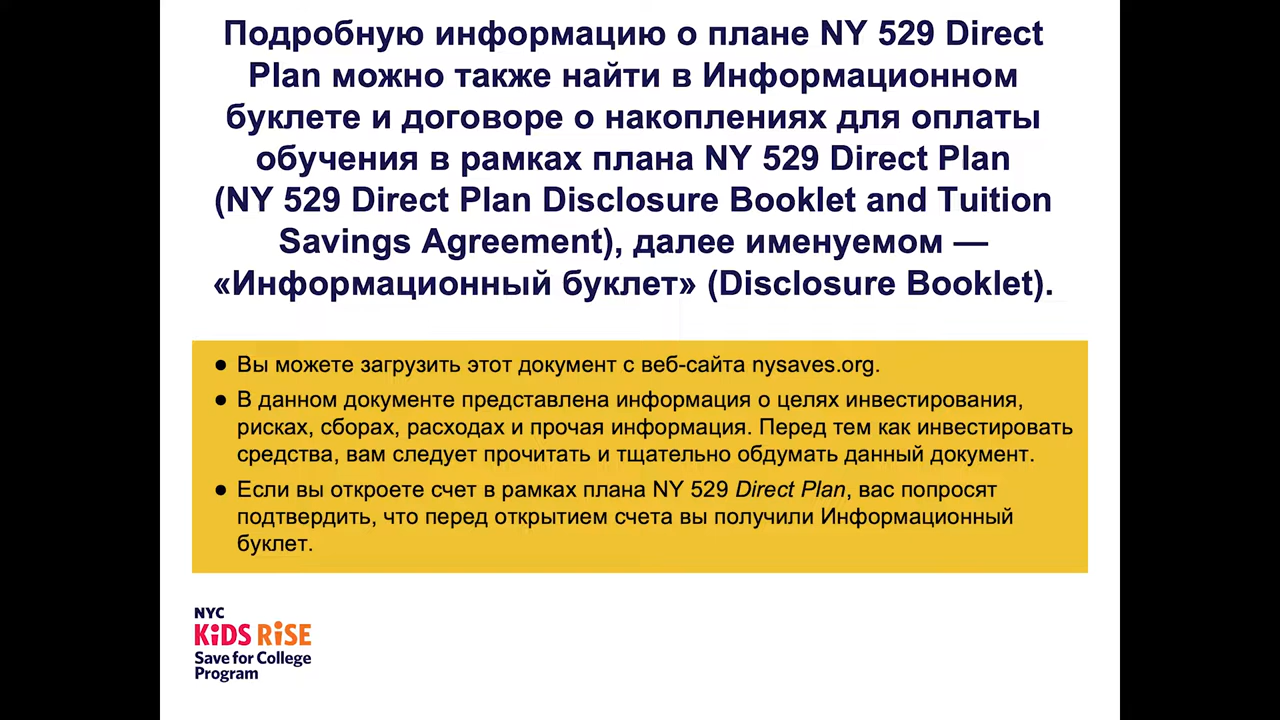 Подробную информацию о плане NY 529 Direct
Plan можно также найти в Информационном
буклете и договоре о накоплениях для оплаты
обучения в рамках плана NY 529 Direct Plan
(NY 529 Direct Plan Disclosure Booklet and Tuition
Savings Agreement), далее именуемом —
«Информационный буклет» (Disclosure Booklet).
● Вы можете загрузить этот документ с веб-сайта nysaves.org.
● В данном документе представлена информация о целях инвестирования,
рисках, сборах, расходах и прочая информация. Перед тем как инвестировать
средства, вам следует прочитать и тщательно обдумать данный документ.
● Если вы откроете счет в рамках плана NY 529 Direct Plan, вас попросят
подтвердить, что перед открытием счета вы получили Информационный
буклет.
NYC
KiDS RiSE
Save for College
Program